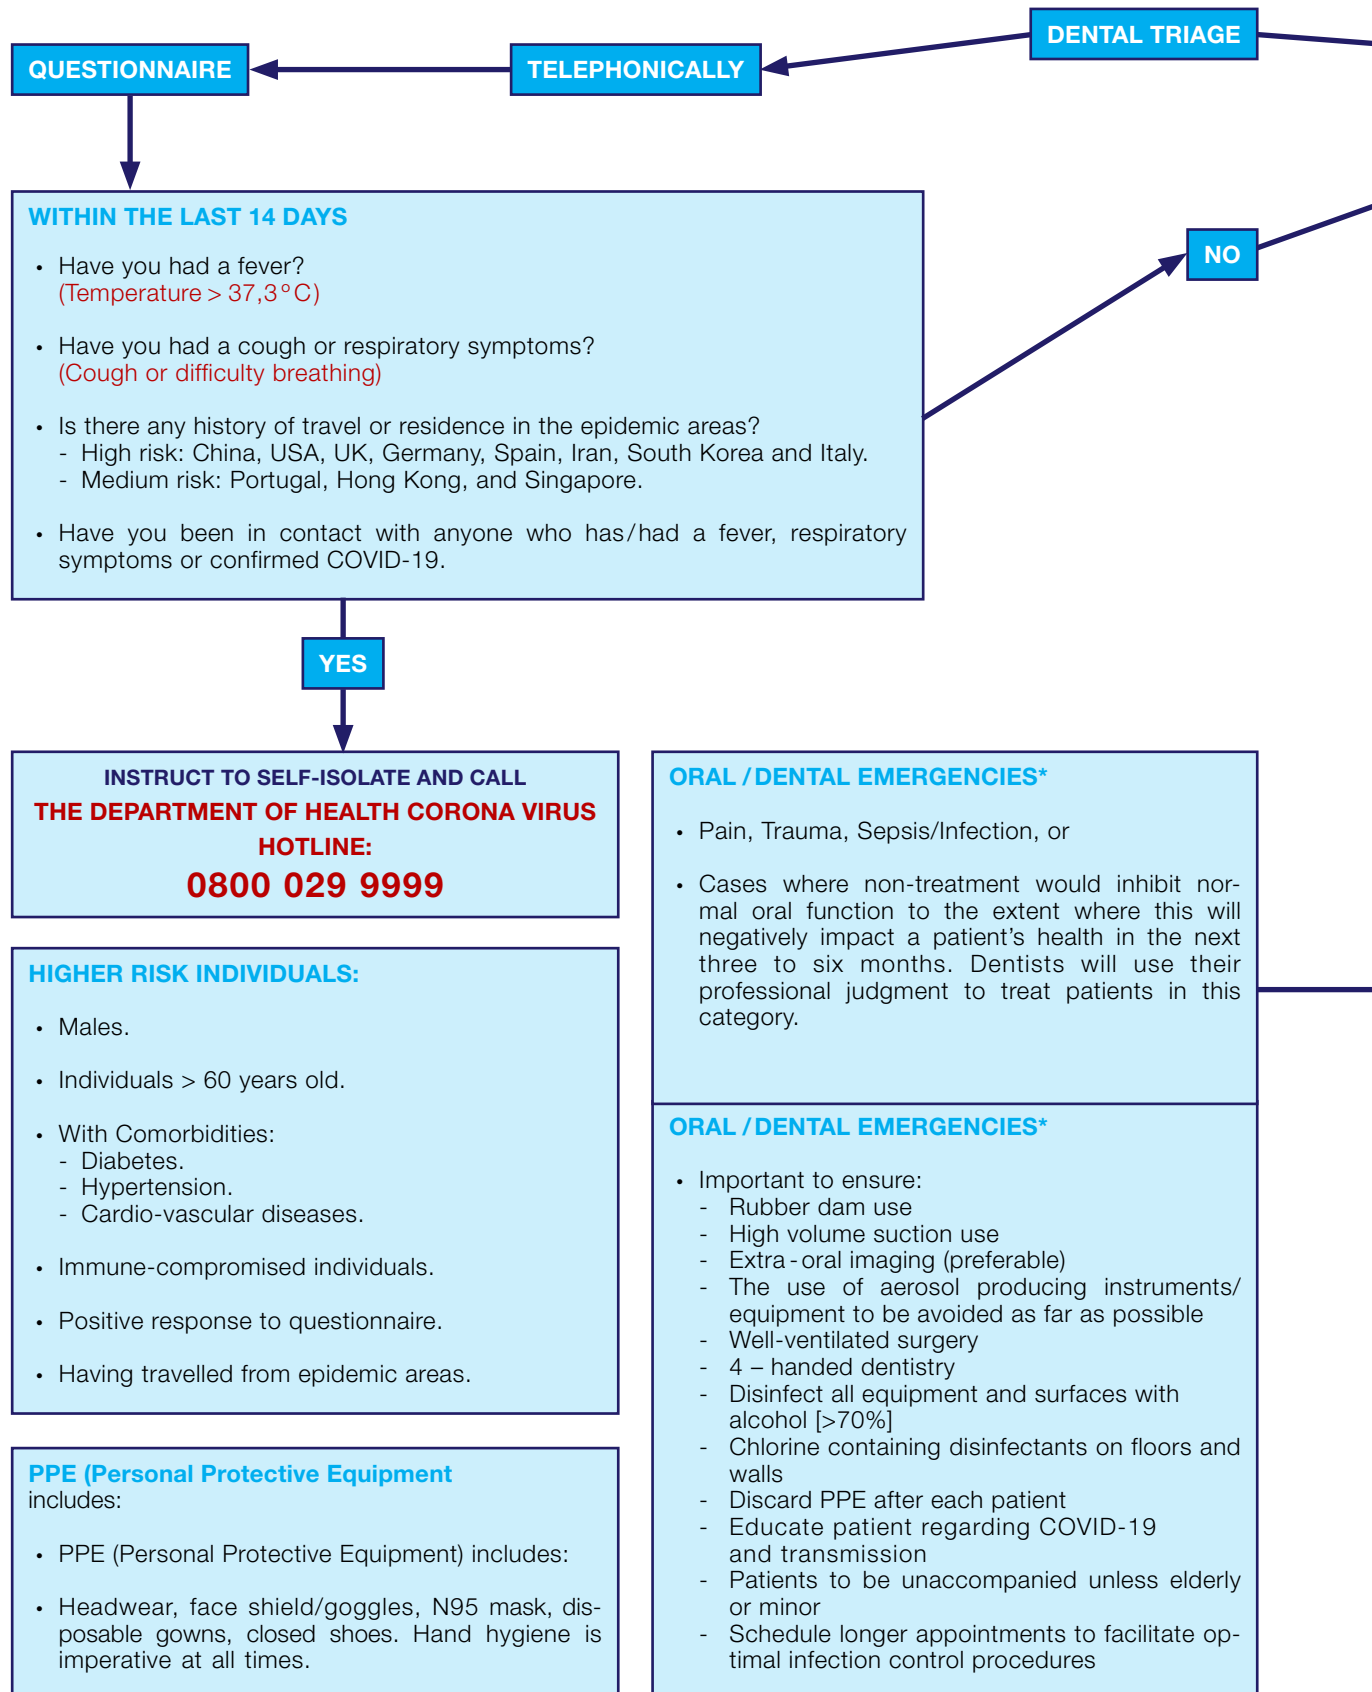 DENTAL TRIAGE
TELEPHONICALLY
QUESTIONNAIRE
WITHIN THE LAST 14 DAYS
• Have you had a fever?
(Temperature > 37,3°C)
• Have you had a cough or respiratory symptoms?
(Cough or difficulty breathing)
• Is there any history of travel or residence in the epidemic areas?
- High risk: China, USA, UK, Germany, Spain, Iran, South Korea and Italy.
- Medium risk: Portugal, Hong Kong, and Singapore.
• Have you been in contact with anyone who has/had a fever, respiratory
symptoms or confirmed COVID-19.
NO
YES
INSTRUCT TO SELF-ISOLATE AND CALL
THE DEPARTMENT OF HEALTH CORONA VIRUS
HOTLINE:
0800 029 9999
HIGHER RISK INDIVIDUALS:
• Males.
• Individuals > 60 years old.
• With Comorbidities:
- Diabetes.
- Hypertension.
- Cardio-vascular diseases.
• Immune-compromised individuals.
• Positive response to questionnaire.
• Having travelled from epidemic areas.
PPE (Personal Protective Equipment
includes:
• PPE (Personal Protective Equipment) includes:
• Headwear, face shield/goggles, N95 mask, dis-
posable gowns, closed shoes. Hand hygiene is
imperative at all times.
ORAL / DENTAL EMERGENCIES*
• Pain, Trauma, Sepsis/Infection, or
• Cases where non-treatment would inhibit nor-
mal oral function to the extent where this will
negatively impact a patient's health in the next
three to six months. Dentists will use their
professional judgment to treat patients in this
category.
ORAL / DENTAL EMERGENCIES*
• Important to ensure:
- Rubber dam use
- High volume suction use
- Extra - oral imaging (preferable)
- The use of aerosol producing instruments/
equipment to be avoided as far as possible
- Well-ventilated surgery
- 4 – handed dentistry
- Disinfect all equipment and surfaces with
alcohol [>70%]
- Chlorine containing disinfectants on floors and
walls
- Discard PPE after each patient
- Educate patient regarding COVID-19
and transmission
- Patients to be unaccompanied unless elderly
or minor
- Schedule longer appointments to facilitate op-
timal infection control procedures